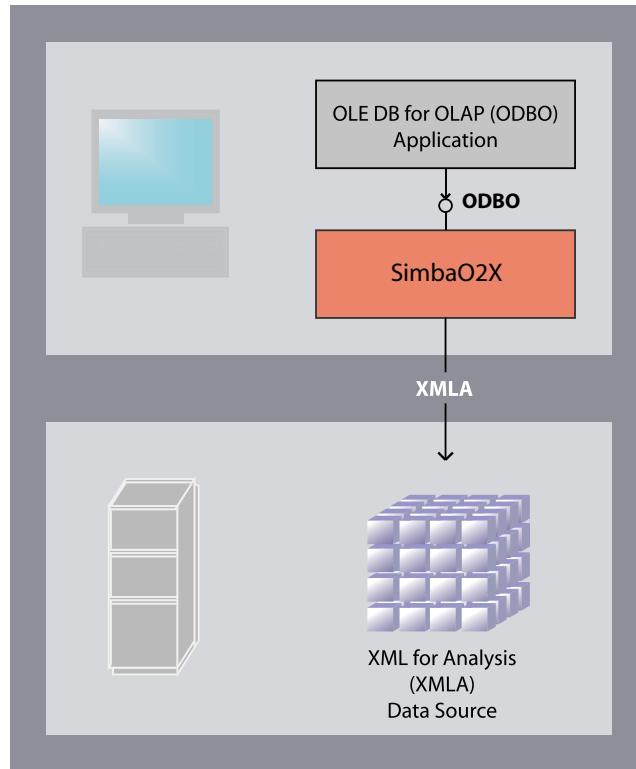 OLE DB for OLAP (ODBO)
Application
ODBO
SimbaO2X
XMLA
XML for Analysis
(XMLA)
Data Source